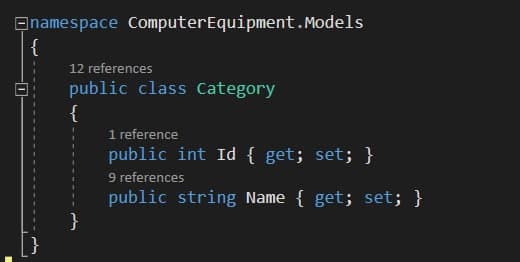 namespace ComputerEquipment.Models
{
12 references
public class Category
{
1 reference
public int Id { get; set; }
9 references
public string Name { get; set; }
}
}